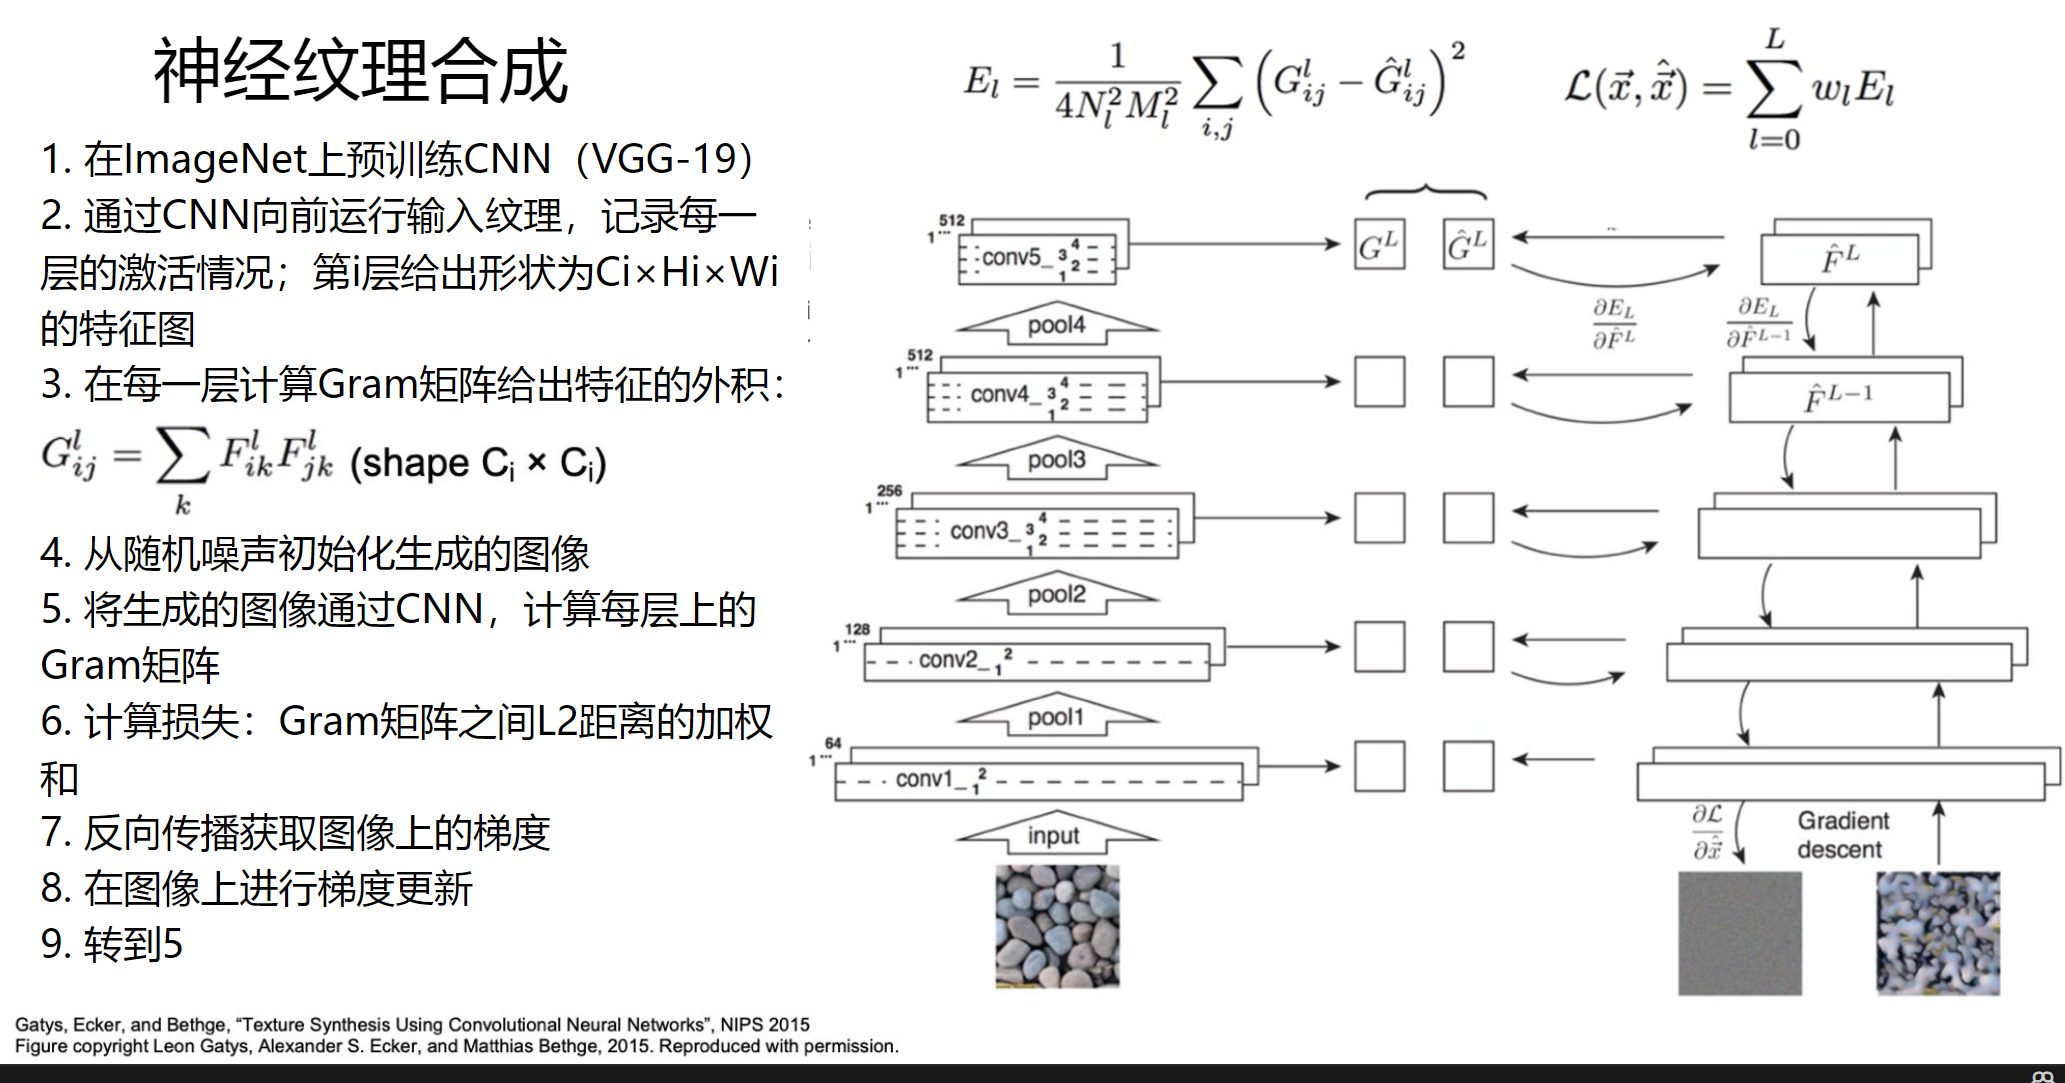 神经纹理合成
1. 在ImageNet上预训练CNN（VGG-19）
2. 通过CNN向前运行输入纹理，记录每一
层的激活情况；第i层给出形状为Ci×Hi×Wi
的特征图
3. 在每一层计算Gram矩阵给出特征的外积：
G^l_{ij} = ∑_k F^l_{ik} F^l_{jk} (shape C_i × C_i)
4. 从随机噪声初始化生成的图像
5. 将生成的图像通过CNN，计算每层上的
Gram矩阵
6. 计算损失：Gram矩阵之间L2距离的加权
和
7. 反向传播获取图像上的梯度
8. 在图像上进行梯度更新
9. 转到5
E_l = \frac{1}{4N_l^2 M_l^2} ∑_{i,j} (G^l_{ij} - \hat{G}^l_{ij})^2
\mathcal{L}(\vec{x}, \hat{\vec{x}}) = ∑_{l=0}^{L} w_l E_l
512
1...
conv5_ 1 2 3 4
G^L
\hat{G}^L
\hat{F}^L
\frac{∂E_L}{∂\hat{F}^L}
\frac{∂E_L}{∂\hat{F}^{L-1}}
pool4
512
1...
conv4_ 1 2 3 4
\hat{F}^{L-1}
pool3
256
1...
conv3_ 1 2 3 4
pool2
128
1...
conv2_ 1 2
pool1
64
1...
conv1_ 1 2
input
\frac{∂\mathcal{L}}{∂\hat{\vec{x}}}
Gradient
descent
Gatys, Ecker, and Bethge, “Texture Synthesis Using Convolutional Neural Networks”, NIPS 2015
Figure copyright Leon Gatys, Alexander S. Ecker, and Matthias Bethge, 2015. Reproduced with permission.